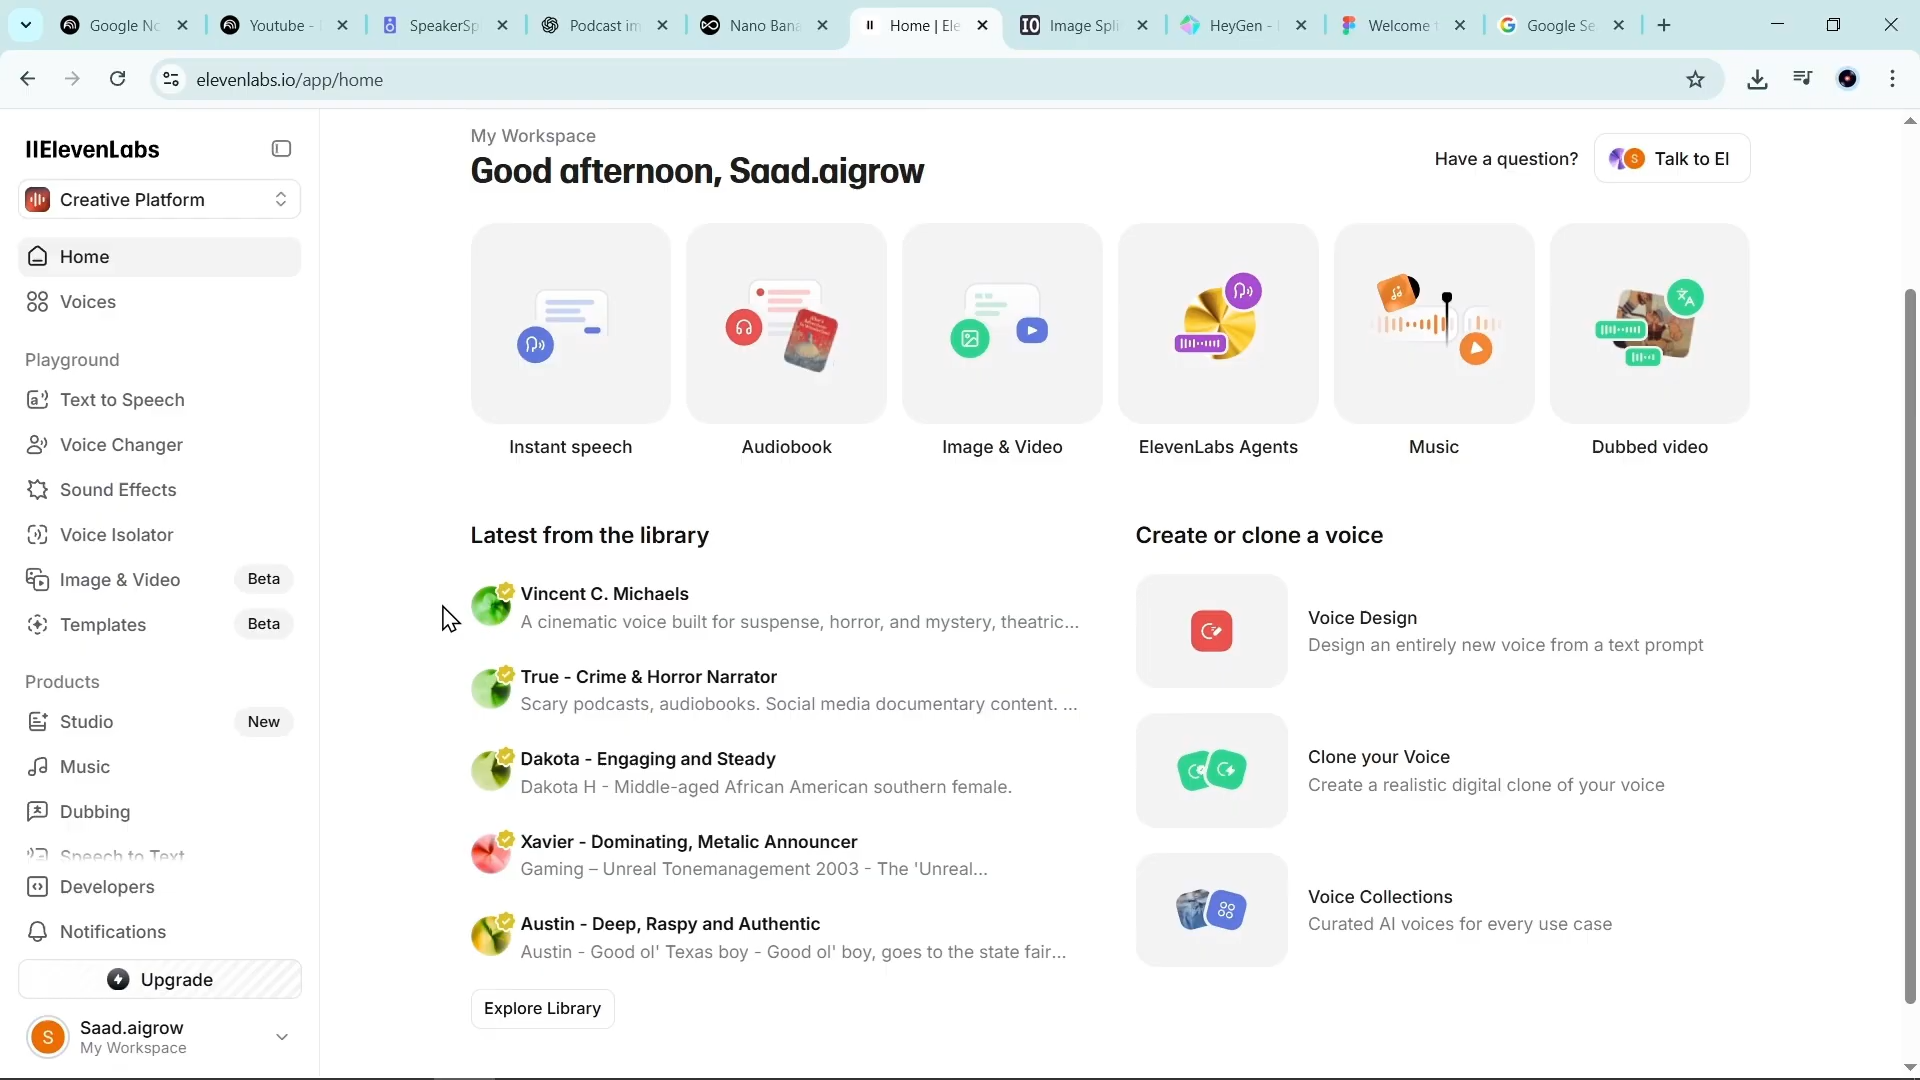 Google No
Youtube -
SpeakerSp
Podcast im
Nano Bana
Home | Ele
Image Spli
HeyGen -
Welcome
Google Se
elevenlabs.io/app/home
IIElevenLabs
Creative Platform
Home
Voices
Playground
Text to Speech
Voice Changer
Sound Effects
Voice Isolator
Image & Video
Beta
Templates
Beta
Products
Studio
New
Music
Dubbing
Speech to Text
Developers
Notifications
Upgrade
S
Saad.aigrow
My Workspace
My Workspace
Good afternoon, Saad.aigrow
Have a question?
S
Talk to El
Instant speech
Audiobook
Image & Video
ElevenLabs Agents
Music
Dubbed video
Latest from the library
Vincent C. Michaels
A cinematic voice built for suspense, horror, and mystery, theatric...
True - Crime & Horror Narrator
Scary podcasts, audiobooks. Social media documentary content. ...
Dakota - Engaging and Steady
Dakota H - Middle-aged African American southern female.
Xavier - Dominating, Metalic Announcer
Gaming – Unreal Tonemanagement 2003 - The 'Unreal...
Austin - Deep, Raspy and Authentic
Austin - Good ol' Texas boy - Good ol' boy, goes to the state fair...
Explore Library
Create or clone a voice
Voice Design
Design an entirely new voice from a text prompt
Clone your Voice
Create a realistic digital clone of your voice
Voice Collections
Curated AI voices for every use case